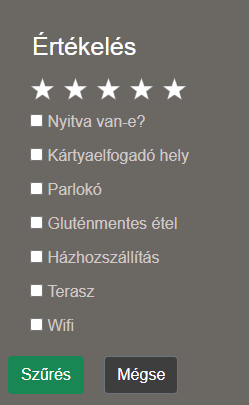 Értékelés
Nyitva van-e?
Kártyaelfogadó hely
Parlokó
Gluténmentes étel
Házhozszállítás
Terasz
Wifi
Szűrés
Mégse